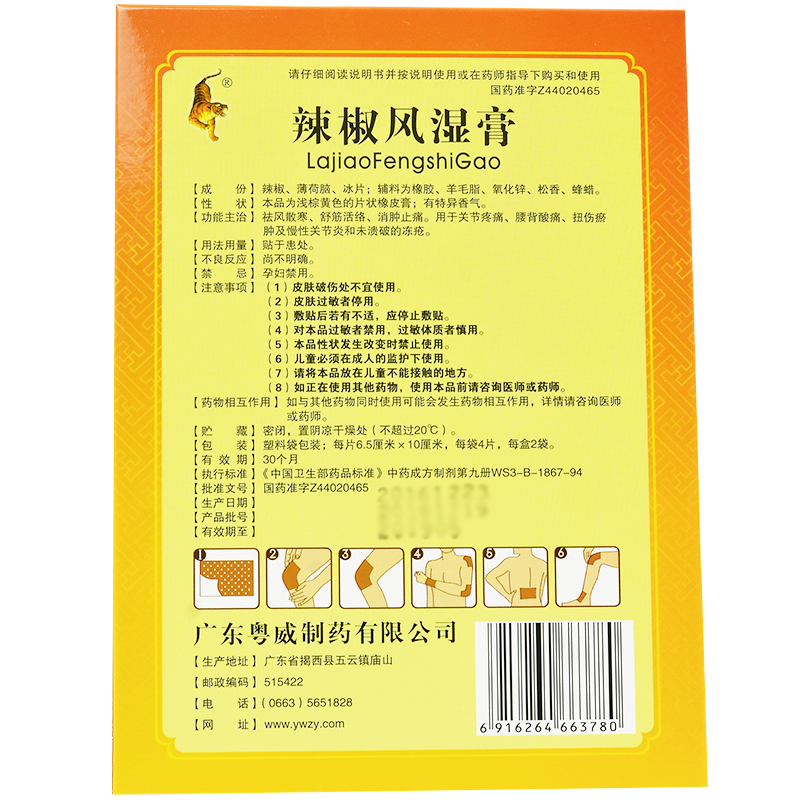 ®
请仔细阅读说明书并按说明使用或在药师指导下购买和使用
国药准字Z44020465
辣椒风湿膏
LajiaoFengshiGao
【成 份】辣椒、薄荷脑、冰片；辅料为橡胶、羊毛脂、氧化锌、松香、蜂蜡。
【性 状】本品为浅棕黄色的片状橡皮膏；有特异香气。
【功能主治】祛风散寒、舒筋活络、消肿止痛。用于关节疼痛、腰背酸痛、扭伤瘀
肿及慢性关节炎和未溃破的冻疮。
【用法用量】贴于患处。
【不良反应】尚不明确。
【禁 忌】孕妇禁用。
【注意事项】（1）皮肤破伤处不宜使用。
（2）皮肤过敏者停用。
（3）敷贴后若有不适，应停止敷贴。
（4）对本品过敏者禁用，过敏体质者慎用。
（5）本品性状发生改变时禁止使用。
（6）儿童必须在成人的监护下使用。
（7）请将本品放在儿童不能接触的地方。
（8）如正在使用其他药物，使用本品前请咨询医师或药师。
【药物相互作用】如与其他药物同时使用可能会发生药物相互作用，详情请咨询医师
或药师。
【贮 藏】密闭，置阴凉干燥处（不超过20℃）。
【包 装】塑料袋包装；每片6.5厘米×10厘米，每袋4片，每盒2袋。
【有 效 期】30个月
【执行标准】《中国卫生部药品标准》中药成方制剂第九册WS3-B-1867-94
【批准文号】国药准字Z44020465
【生产日期】
【产品批号】
【有效期至】
1 2 3 4 5 6
广东粤威制药有限公司
【生产地址】广东省揭西县五云镇庙山
【邮政编码】515422
【电 话】(0663) 5651828
【网 址】www.ywzy.com
6 916264 663780